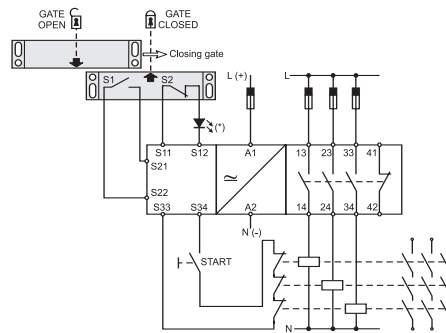 GATE OPEN
GATE CLOSED
Closing gate
S1
S2
L (+)
L
(*)
S11 S12 A1 13 23 33 41
S21
≅
S22
S33 S34 A2 14 24 34 42
N (-)
START
N